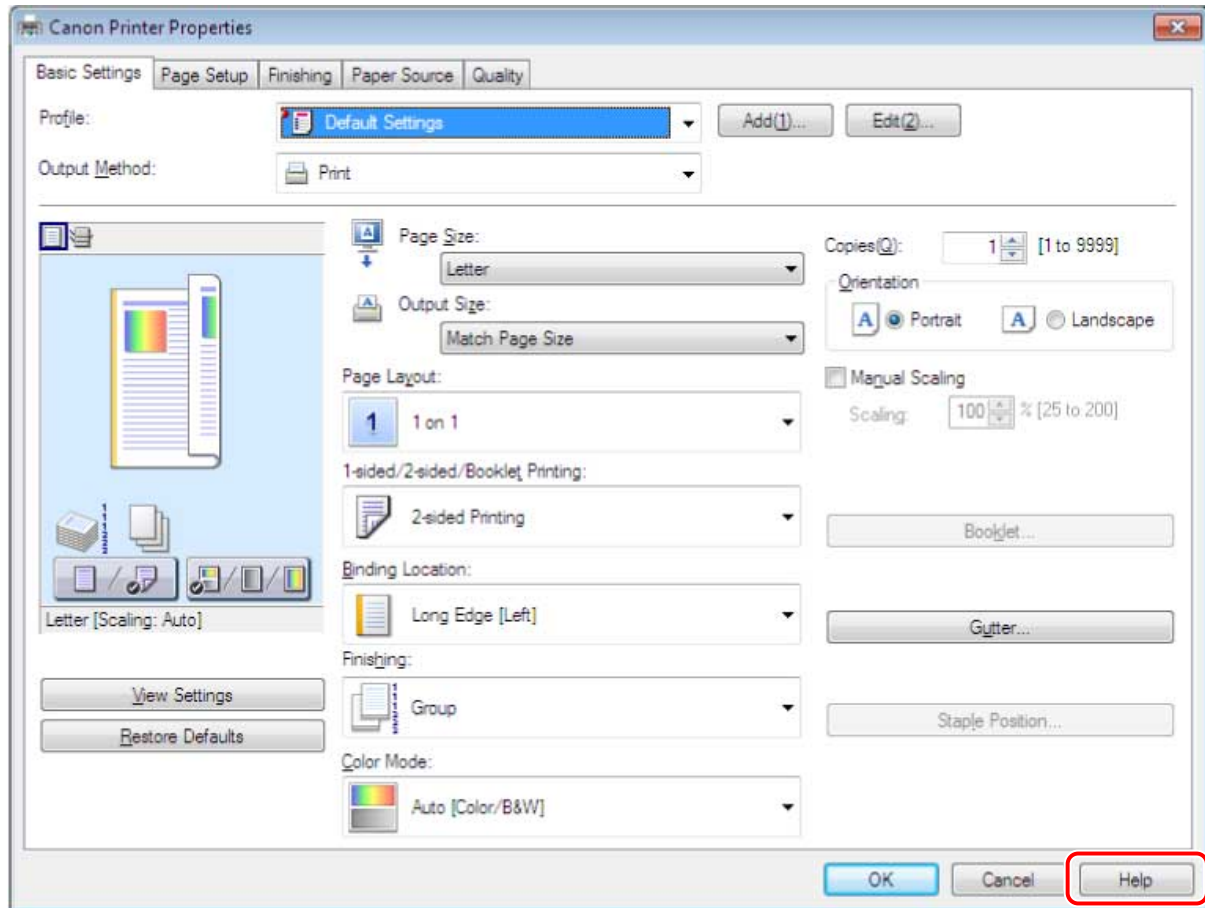 Canon Printer Properties
Basic Settings Page Setup Finishing Paper Source Quality
Profile: Default Settings Add(1)... Edit(2)...
Output Method: Print
Page Size:
Letter
Output Size:
Match Page Size
Copies(Q): 1 [1 to 9999]
Orientation
A Portrait A Landscape
Page Layout:
1 1 on 1
Manual Scaling
Scaling: 100 % [25 to 200]
1-sided/2-sided/Booklet Printing:
2-sided Printing
Booklet...
Binding Location:
Long Edge [Left]
Gutter...
Letter [Scaling: Auto]
Finishing:
Group
Staple Position...
View Settings
Restore Defaults
Color Mode:
Auto [Color/B&W]
OK Cancel Help